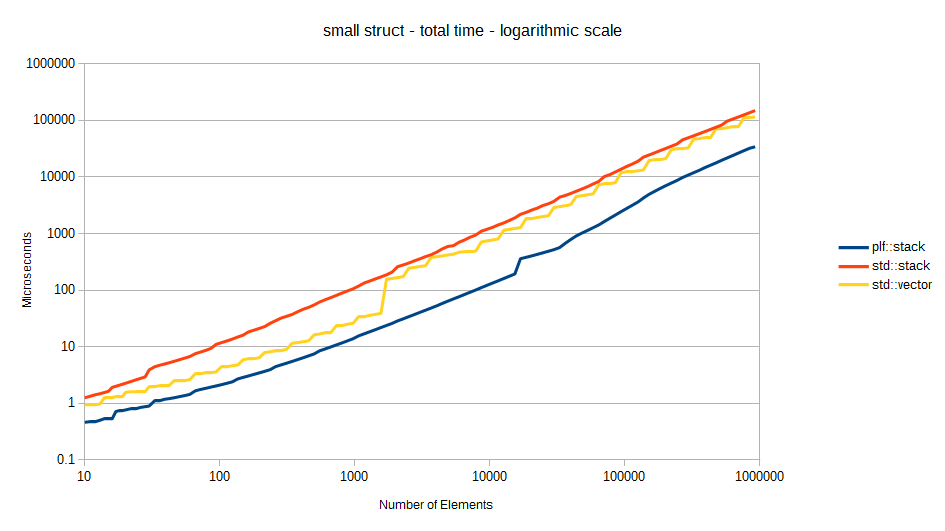 small struct - total time - logarithmic scale
1000000
100000
10000
1000
100
10
1
0.1
Microseconds
10 100 1000 10000 100000 1000000
Number of Elements
plf::stack
std::stack
std::vector